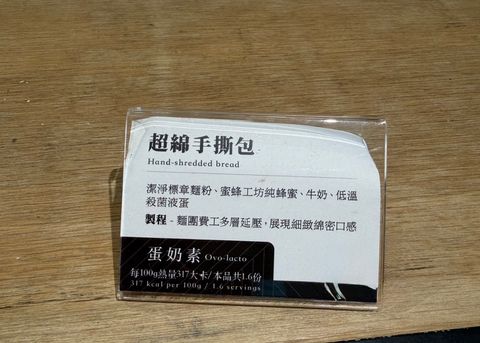 超綿手撕包
Hand-shredded bread
潔淨標章麵粉、蜜蜂工坊純蜂蜜、牛奶、低溫
殺菌液蛋
製程 - 麵團費工多層延壓，展現細緻綿密口感
蛋奶素 Ovo-lacto
每100g熱量317大卡/本品共1.6份
317 kcal per 100g / 1.6 servings